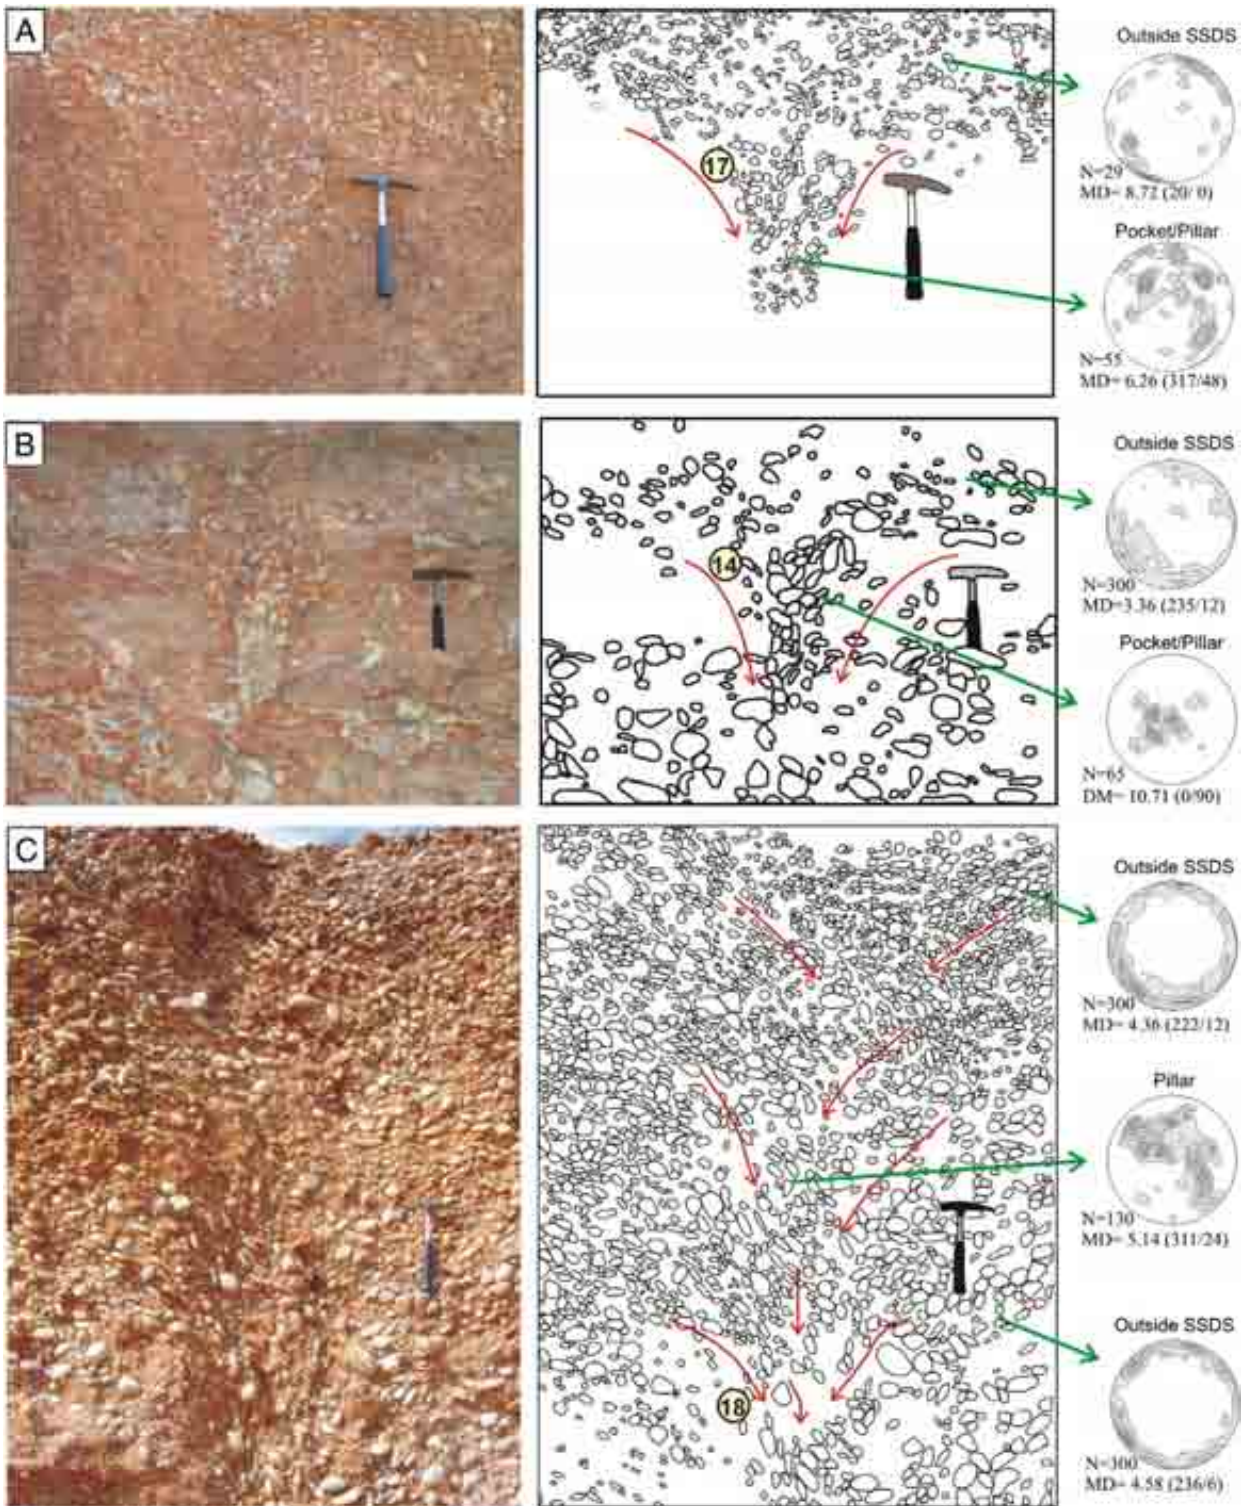 A
Outside SSDS
17
N=29
MD= 8.72 (20/ 0)
Pocket/Pillar
N=55
MD= 6.26 (317/48)
B
Outside SSDS
14
N=300
MD=3.36 (235/12)
Pocket/Pillar
N=65
DM= 10.71 (0/90)
C
Outside SSDS
N=300
MD= 4.36 (222/12)
Pillar
N=130
MD= 5.14 (311/24)
Outside SSDS
18
N=300
MD= 4.58 (236/6)